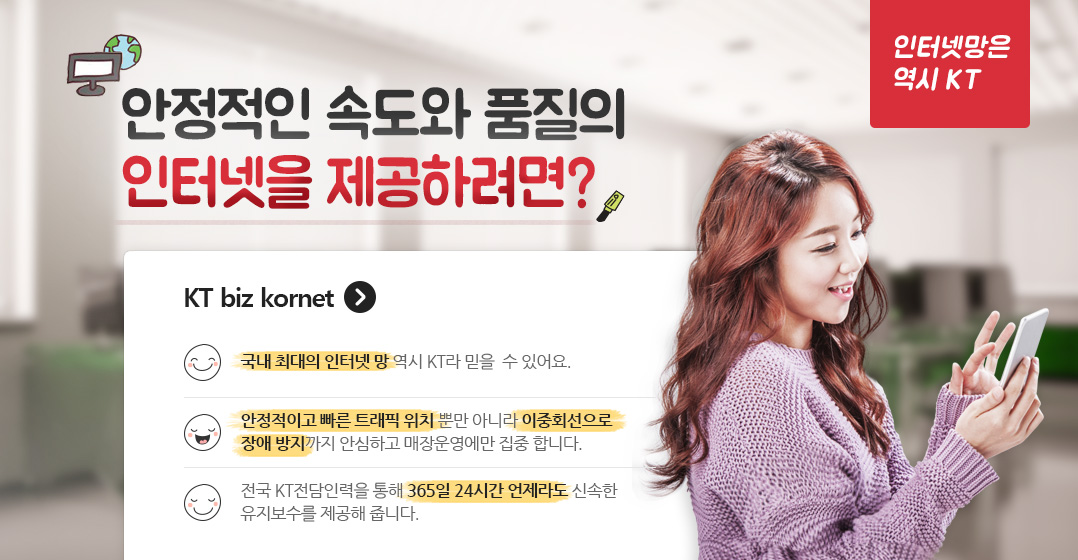 인터넷망은
역시 KT
안정적인 속도와 품질의
인터넷을 제공하려면?
KT biz kornet
국내 최대의 인터넷 망 역시 KT라 믿을 수 있어요.
안정적이고 빠른 트래픽 위치 뿐만 아니라 이중회선으로
장애 방지까지 안심하고 매장운영에만 집중 합니다.
전국 KT전담인력을 통해 365일 24시간 언제라도 신속한
유지보수를 제공해 줍니다.